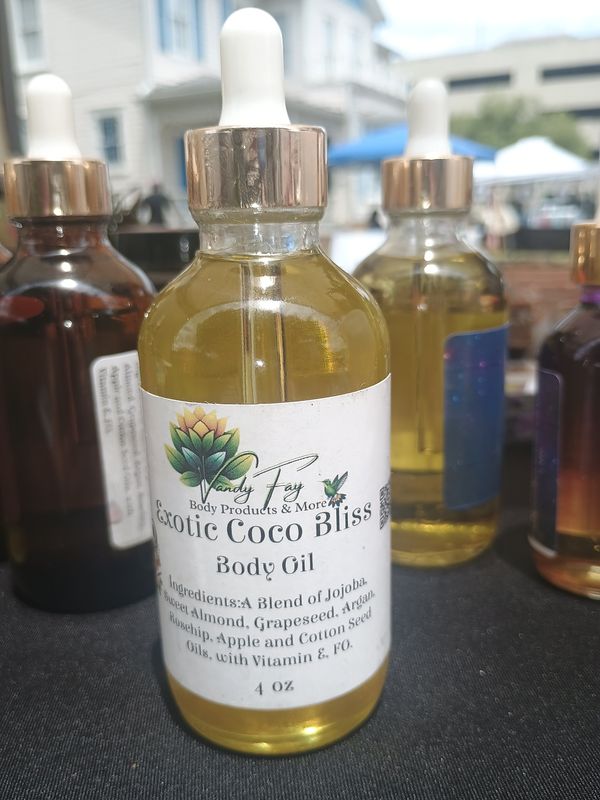 Vandy Fay
Body Products & More
Exotic Coco Bliss
Body Oil
Ingredients:A Blend of Jojoba,
Sweet Almond, Grapeseed, Argan,
Rosehip, Apple and Cotton Seed
Oils, with Vitamin E, FO.
4 oz